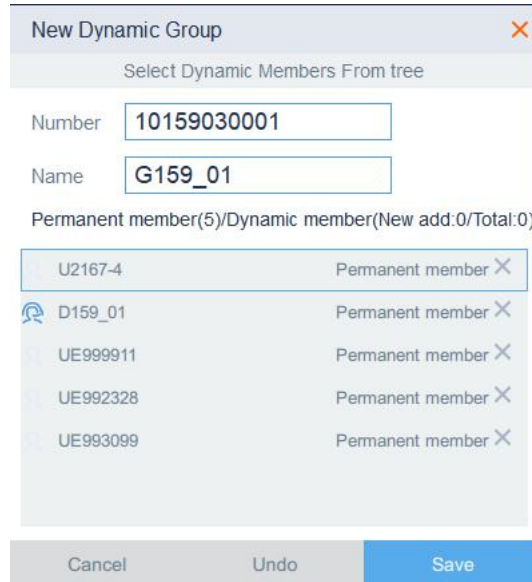 New Dynamic Group
Select Dynamic Members From tree
Number 10159030001
Name G159_01
Permanent member(5)/Dynamic member(New add:0/Total:0)
U2167-4 Permanent member
D159_01 Permanent member
UE999911 Permanent member
UE992328 Permanent member
UE993099 Permanent member
Cancel Undo Save